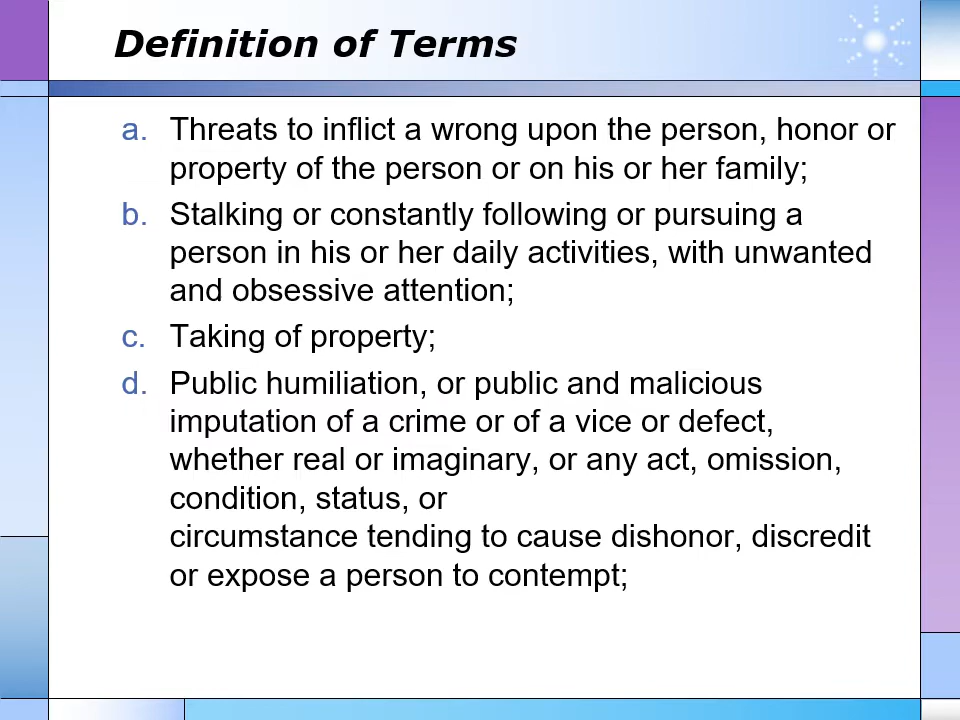 Definition of Terms
a. Threats to inflict a wrong upon the person, honor or
property of the person or on his or her family;
b. Stalking or constantly following or pursuing a
person in his or her daily activities, with unwanted
and obsessive attention;
c. Taking of property;
d. Public humiliation, or public and malicious
imputation of a crime or of a vice or defect,
whether real or imaginary, or any act, omission,
condition, status, or
circumstance tending to cause dishonor, discredit
or expose a person to contempt;